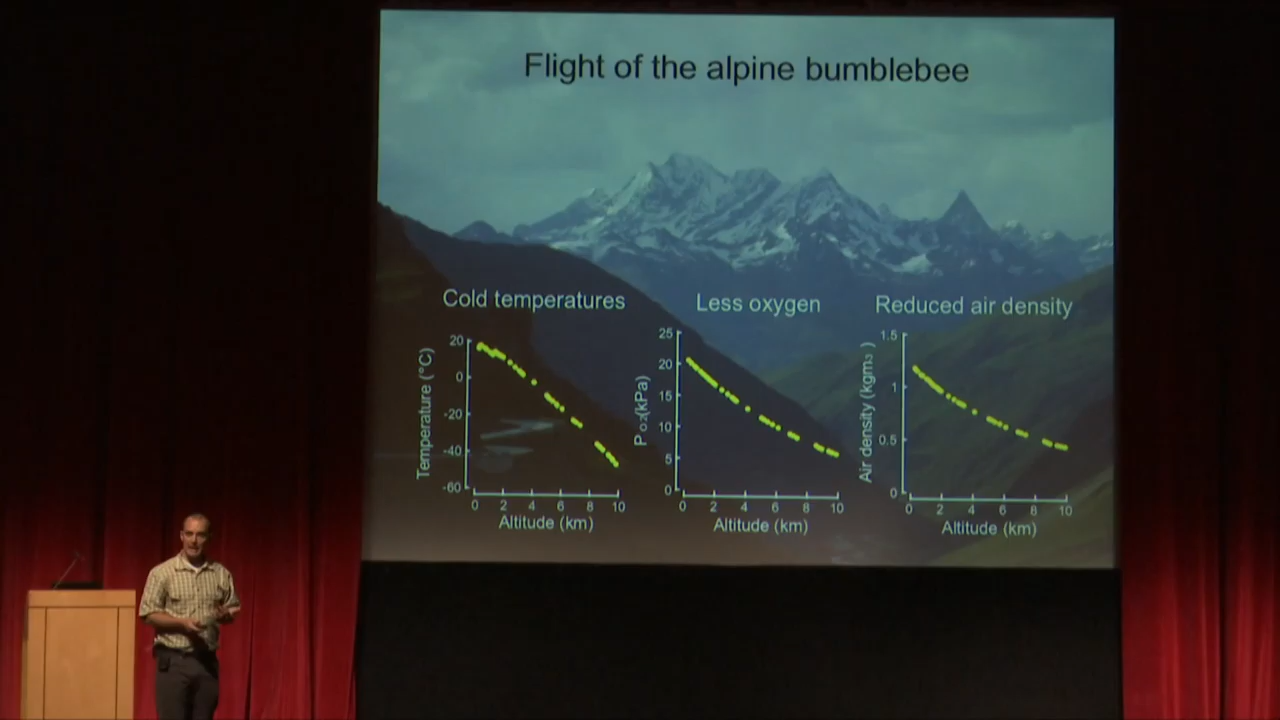 Flight of the alpine bumblebee
Cold temperatures
20
0
-20
-40
-60
Temperature (°C)
0 2 4 6 8 10
Altitude (km)
Less oxygen
25
20
15
10
5
0
P O2(kPa)
0 2 4 6 8 10
Altitude (km)
Reduced air density
1.5
1
0.5
0
Air density (kgm3 )
0 2 4 6 8 10
Altitude (km)